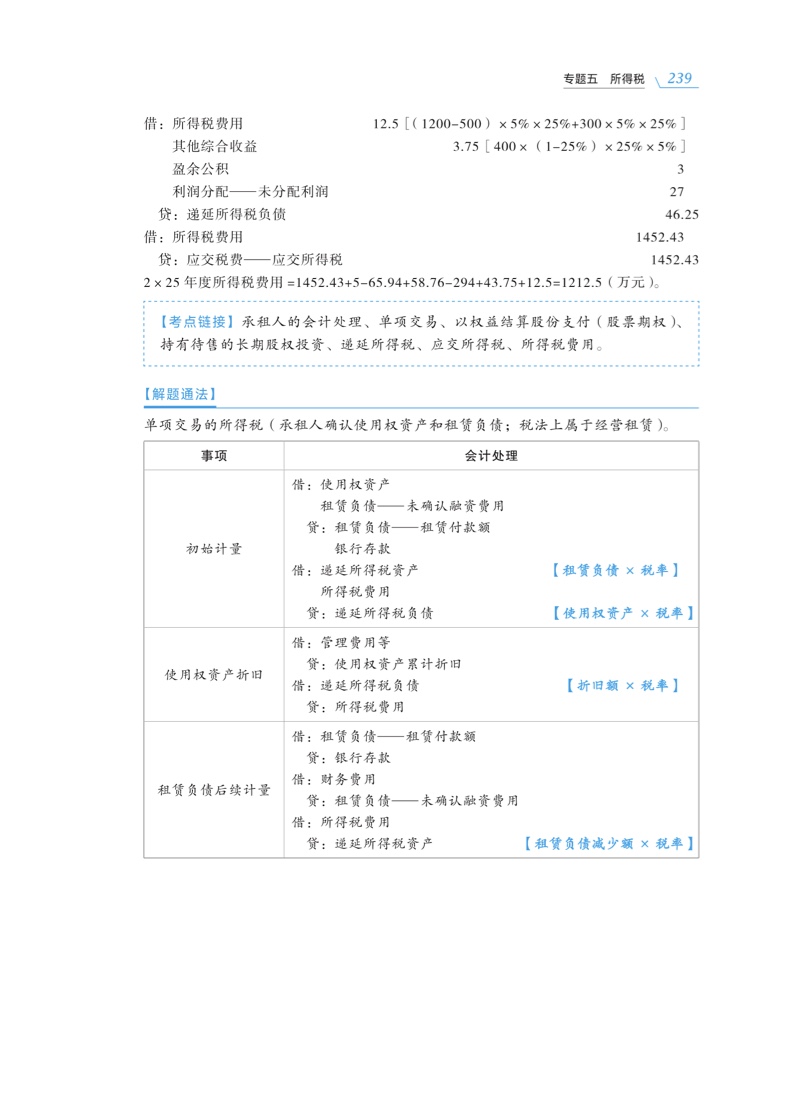 专题五 所得税 239
借：所得税费用 12.5［（1200-500）×5%×25%+300×5%×25%］
其他综合收益 3.75［400×（1-25%）×25%×5%］
盈余公积 3
利润分配——未分配利润 27
贷：递延所得税负债 46.25
借：所得税费用 1452.43
贷：应交税费——应交所得税 1452.43
2×25 年度所得税费用 =1452.43+5-65.94+58.76-294+43.75+12.5=1212.5（万元）。
【考点链接】承租人的会计处理、单项交易、以权益结算股份支付（股票期权）、
持有待售的长期股权投资、递延所得税、应交所得税、所得税费用。
【解题通法】
单项交易的所得税（承租人确认使用权资产和租赁负债；税法上属于经营租赁）。
事项 会计处理
初始计量
借：使用权资产
租赁负债——未确认融资费用
贷：租赁负债——租赁付款额
银行存款
借：递延所得税资产 【租赁负债 × 税率】
所得税费用
贷：递延所得税负债 【使用权资产 × 税率】
使用权资产折旧
借：管理费用等
贷：使用权资产累计折旧
借：递延所得税负债 【折旧额 × 税率】
贷：所得税费用
租赁负债后续计量
借：租赁负债——租赁付款额
贷：银行存款
借：财务费用
贷：租赁负债——未确认融资费用
借：所得税费用
贷：递延所得税资产 【租赁负债减少额 × 税率】